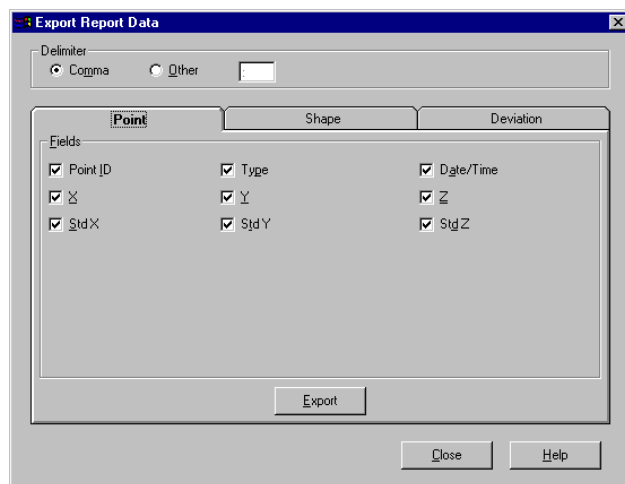 Export Report Data
Delimiter
Comma Other :
Point Shape Deviation
Fields
Point ID Type Date/Time
X Y Z
Std X Std Y Std Z
Export
Close Help